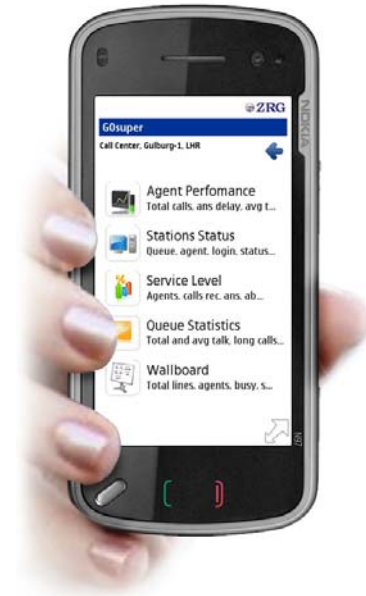 ZRG
G0super
Call Center, Gulburg-1, LHR
Agent Perfomance
Total calls, ans delay, avg t...
Stations Status
Queue, agent, login, status...
Service Level
Agents, calls rec, ans, ab...
Queue Statistics
Total and avg talk, long calls...
Wallboard
Total lines, agents, busy, s...
NOKIA
N97